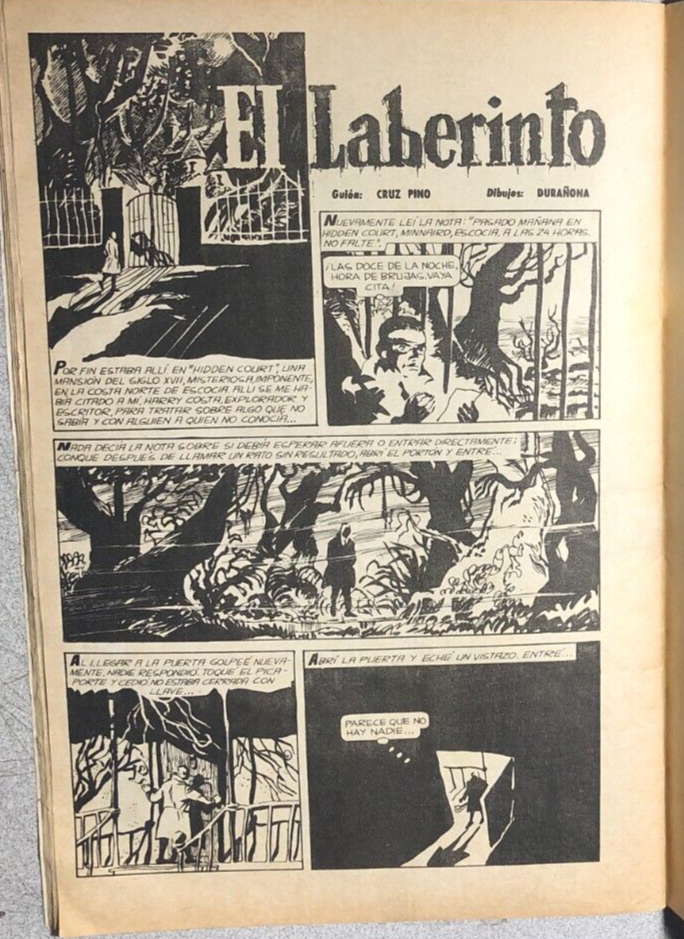 El Laberinto
Guión: CRUZ PINO Dibujos: DURAÑONA
POR FIN ESTABA ALLÍ EN "HIDDEN COURT", UNA
MANSIÓN DEL SIGLO XVII, MISTERIOSA, IMPONENTE,
EN LA COSTA NORTE DE ESCOCIA. ALLI SE ME HA-
BIA CITADO A MÍ, HARRY COSTA, EXPLORADOR Y
ESCRITOR, PARA TRATAR SOBRE ALGO QUE NO
SABÍA Y CON ALGUIEN A QUIEN NO CONOCÍA...
NUEVAMENTE LEÍ LA NOTA: "PASADO MAÑANA EN
HIDDEN COURT, MINNAIRD, ESCOCIA, A LAS 24 HORAS.
NO FALTE".
¡LAS DOCE DE LA NOCHE,
HORA DE BRUJAS. VAYA
CITA!
NADA DECÍA LA NOTA SOBRE SI DEBÍA ESPERAR AFUERA O ENTRAR DIRECTAMENTE;
CONQUE DESPUÉS DE LLAMAR UN RATO SIN RESULTADO, ABRÍ EL PORTÓN Y ENTRÉ...
AL LLEGAR A LA PUERTA GOLPEÉ NUEVA-
MENTE. NADIE RESPONDIÓ. TOQUE EL PICA-
PORTE Y CEDIÓ. NO ESTABA CERRADA CON
LLAVE...
ABRÍ LA PUERTA Y ECHÉ UN VISTAZO. ENTRÉ...
PARECE QUE NO
HAY NADIE...